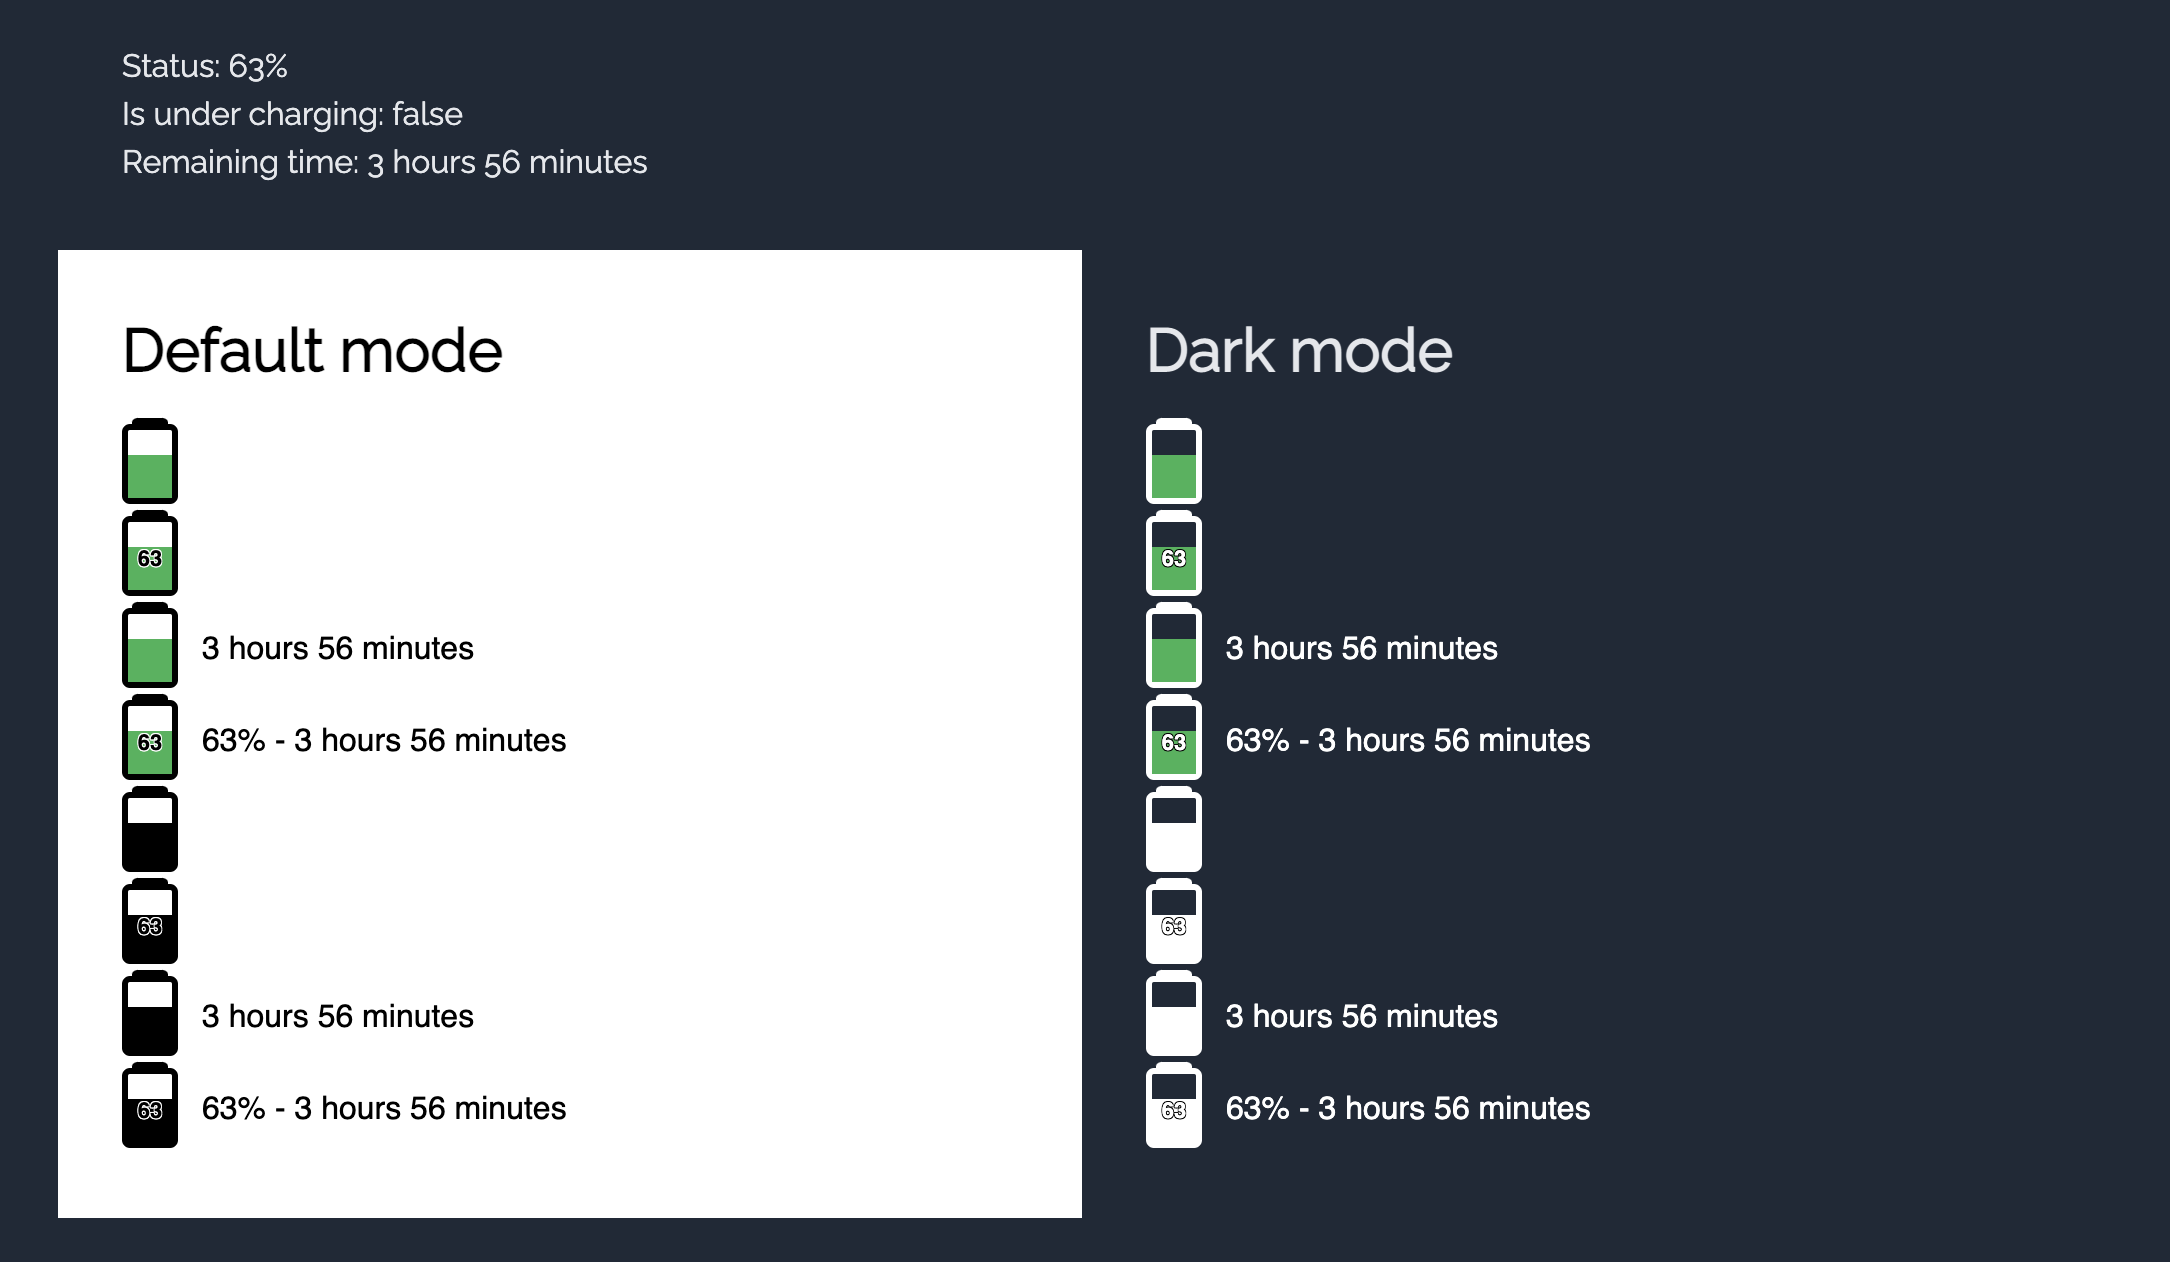 Status: 63%
Is under charging: false
Remaining time: 3 hours 56 minutes
Default mode
63
3 hours 56 minutes
63
63% - 3 hours 56 minutes
63
3 hours 56 minutes
63
63% - 3 hours 56 minutes
Dark mode
63
3 hours 56 minutes
63
63% - 3 hours 56 minutes
63
3 hours 56 minutes
63
63% - 3 hours 56 minutes